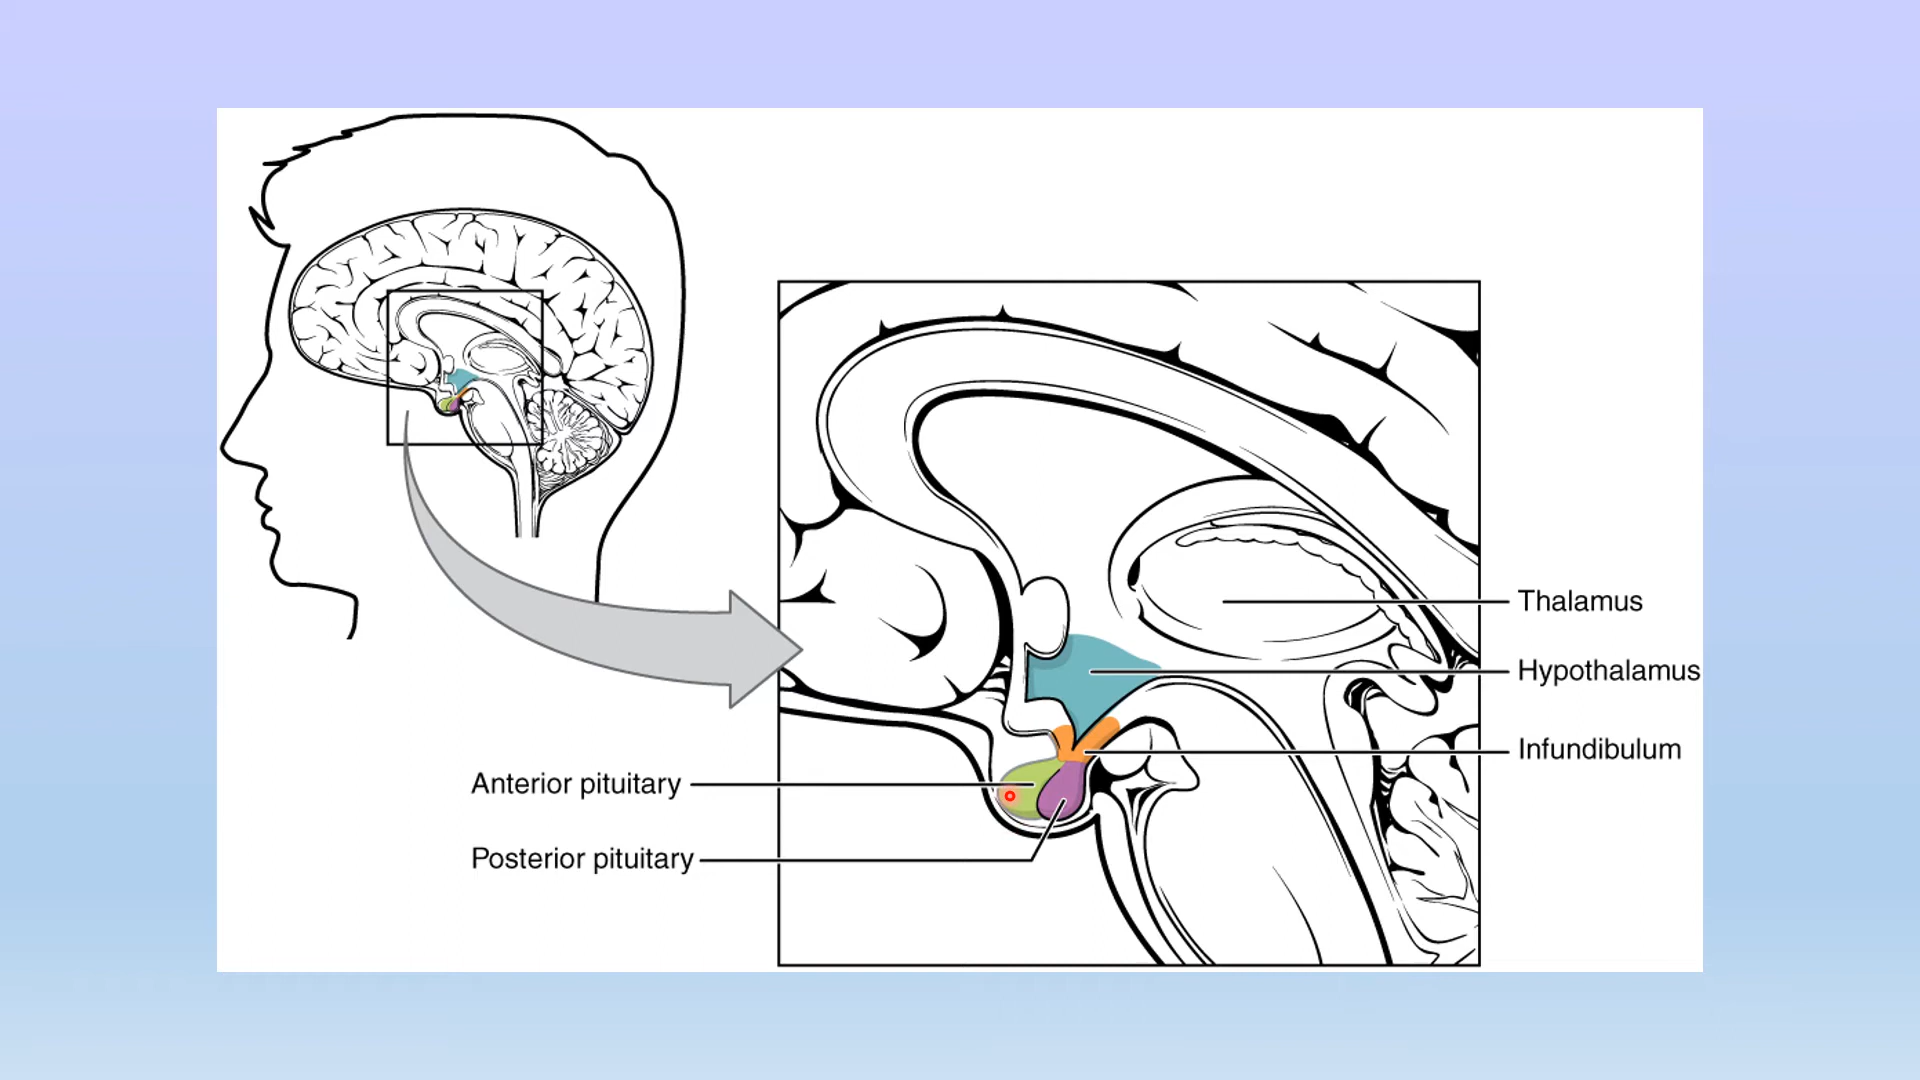 Thalamus
Hypothalamus
Infundibulum
Anterior pituitary
Posterior pituitary